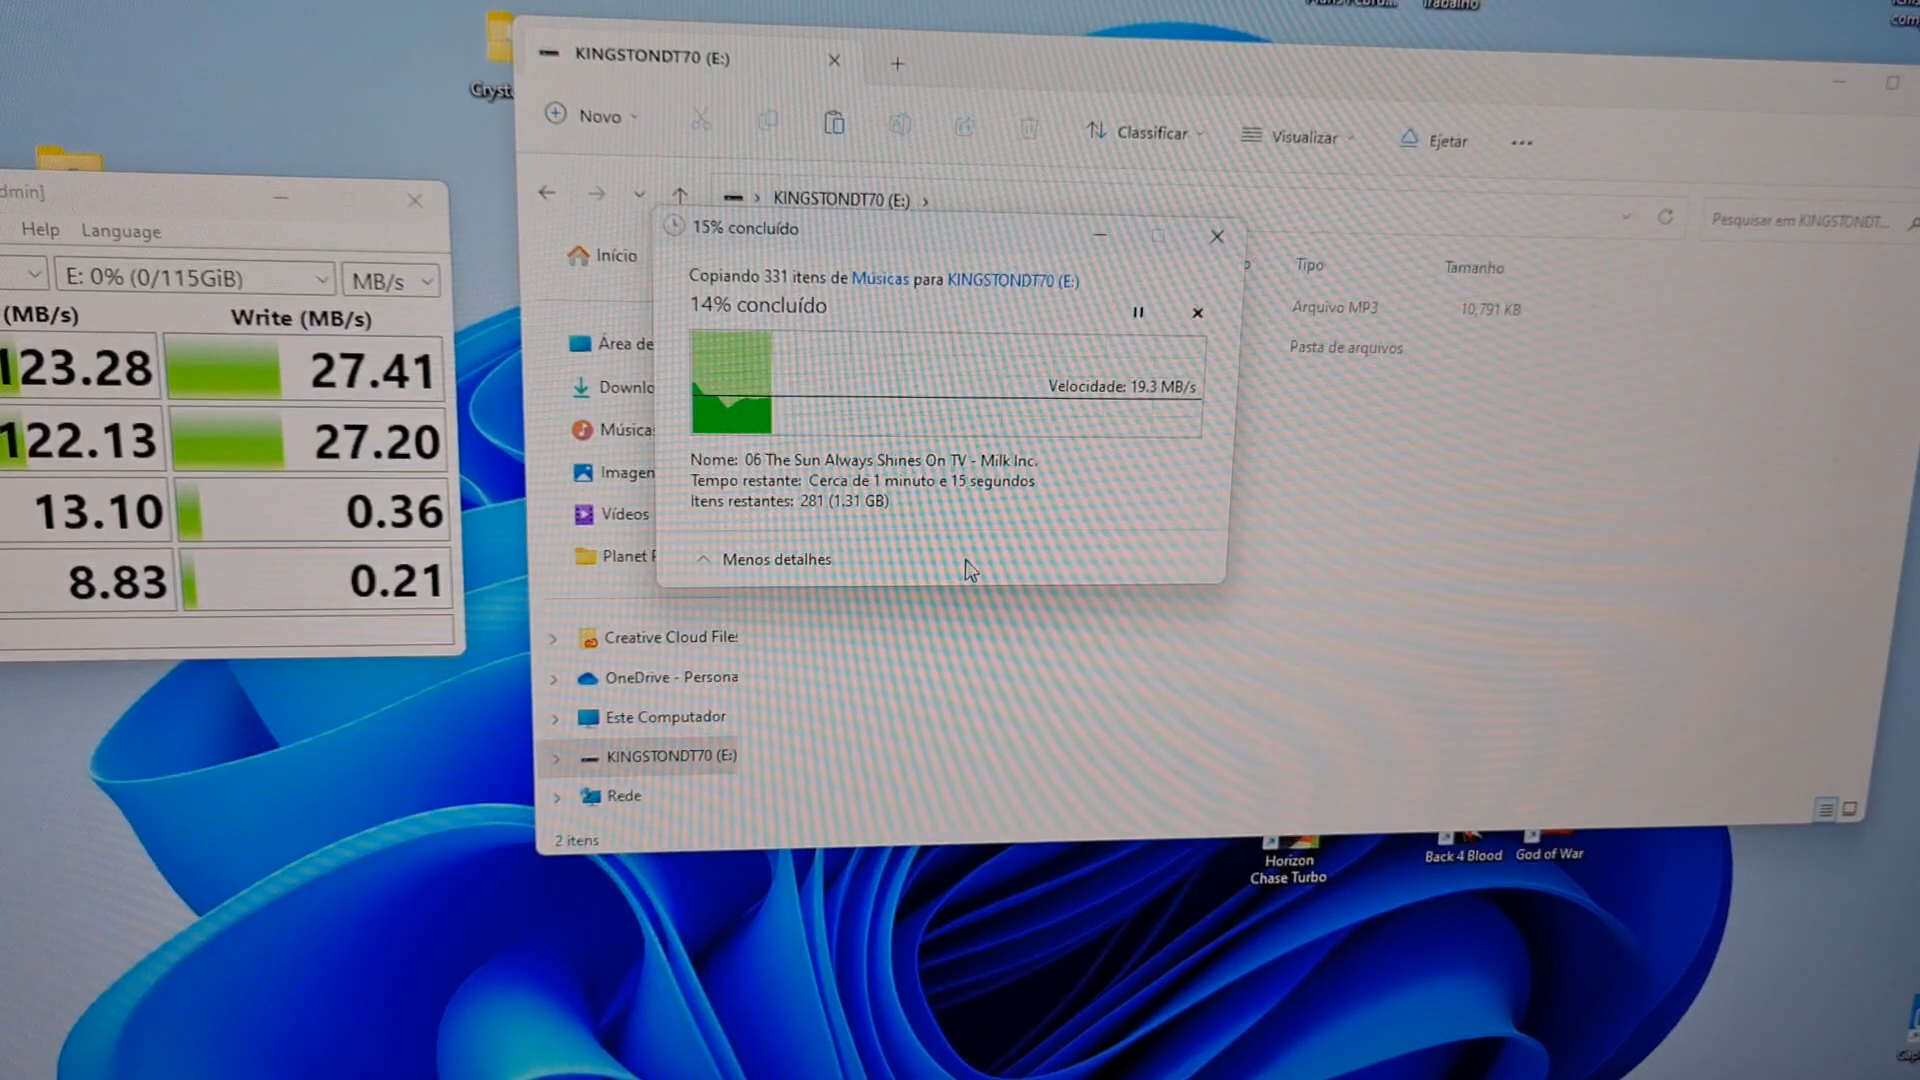 Trabalho
KINGSTONDT70 (E:)
Novo
Classificar
Visualizar
Ejetar
KINGSTONDT70 (E:)
Pesquisar em KINGSTONDT...
dmin]
Help Language
E: 0% (0/115GiB)
MB/s
(MB/s)
Write (MB/s)
123.28
27.41
122.13
27.20
13.10
0.36
8.83
0.21
15% concluído
Copiando 331 itens de Músicas para KINGSTONDT70 (E:)
14% concluído
Velocidade: 19.3 MB/s
Nome: 06 The Sun Always Shines On TV - Milk Inc.
Tempo restante: Cerca de 1 minuto e 15 segundos
Itens restantes: 281 (1.31 GB)
Menos detalhes
Tipo
Tamanho
Arquivo MP3
10,791 KB
Pasta de arquivos
Início
Área de
Downlo
Música
Imagen
Vídeos
Planet
Creative Cloud Files
OneDrive - Persona
Este Computador
KINGSTONDT70 (E:)
Rede
2 itens
Horizon
Chase Turbo
Back 4 Blood
God of War